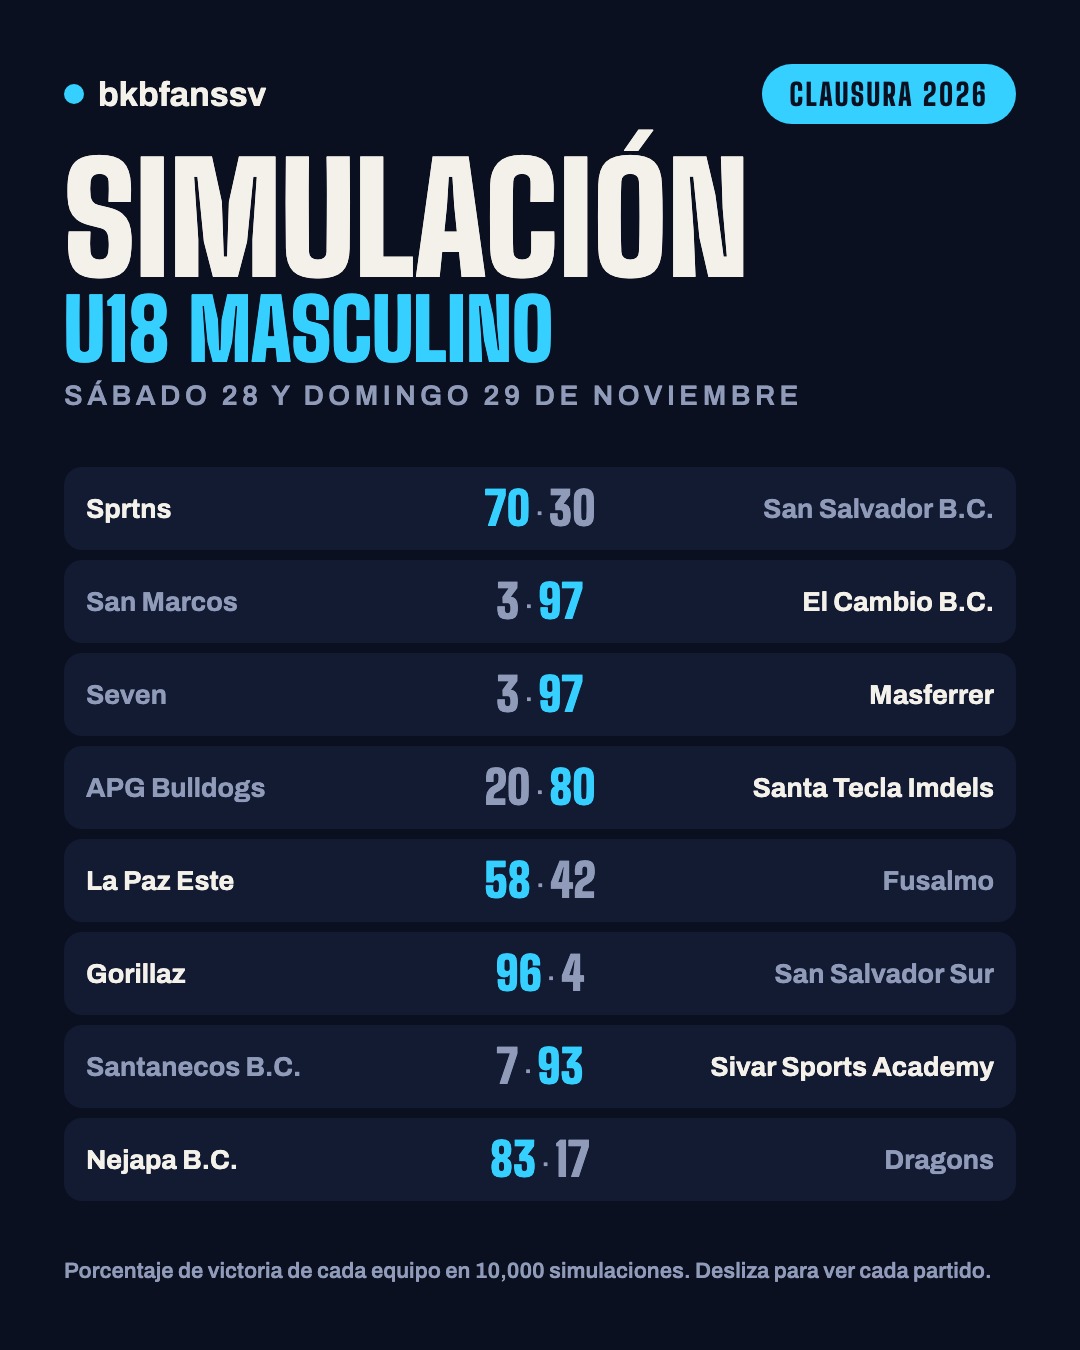 bkbfanssv
CLAUSURA 2026
SIMULACIÓN
U18 MASCULINO
SÁBADO 28 Y DOMINGO 29 DE NOVIEMBRE
Sprtns 70 · 30 San Salvador B.C.
San Marcos 3 · 97 El Cambio B.C.
Seven 3 · 97 Masferrer
APG Bulldogs 20 · 80 Santa Tecla Imdels
La Paz Este 58 · 42 Fusalmo
Gorillaz 96 · 4 San Salvador Sur
Santanecos B.C. 7 · 93 Sivar Sports Academy
Nejapa B.C. 83 · 17 Dragons
Porcentaje de victoria de cada equipo en 10,000 simulaciones. Desliza para ver cada partido.